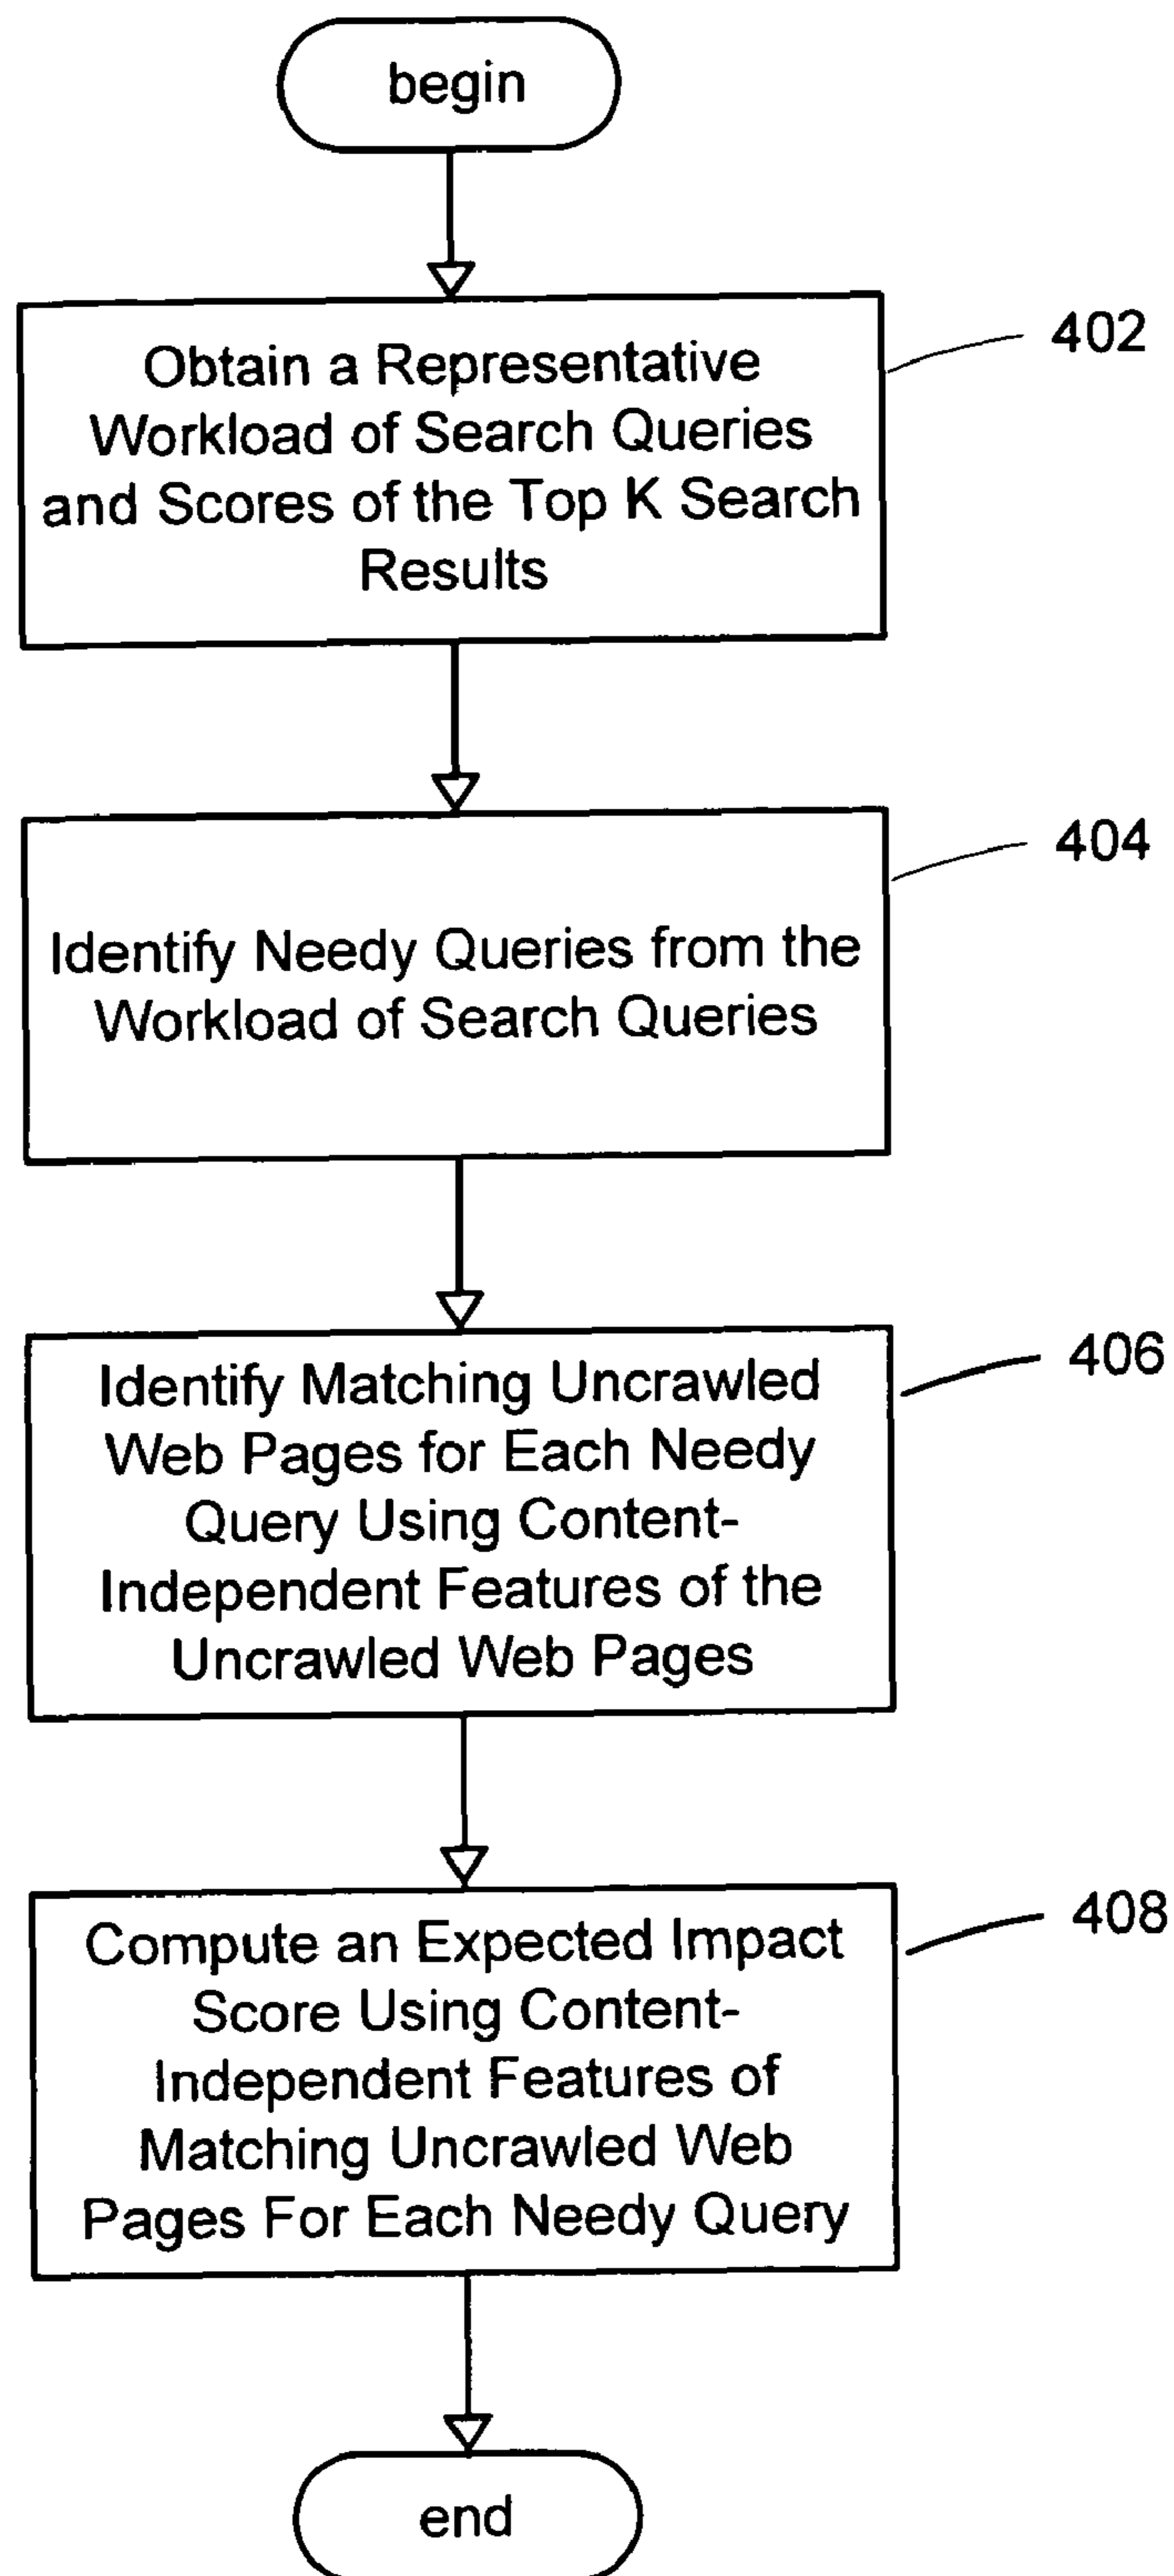 begin
Obtain a Representative
Workload of Search Queries
and Scores of the Top K Search
Results
402
Identify Needy Queries from the
Workload of Search Queries
404
Identify Matching Uncrawled
Web Pages for Each Needy
Query Using Content-
Independent Features of the
Uncrawled Web Pages
406
Compute an Expected Impact
Score Using Content-
Independent Features of
Matching Uncrawled Web
Pages For Each Needy Query
408
end